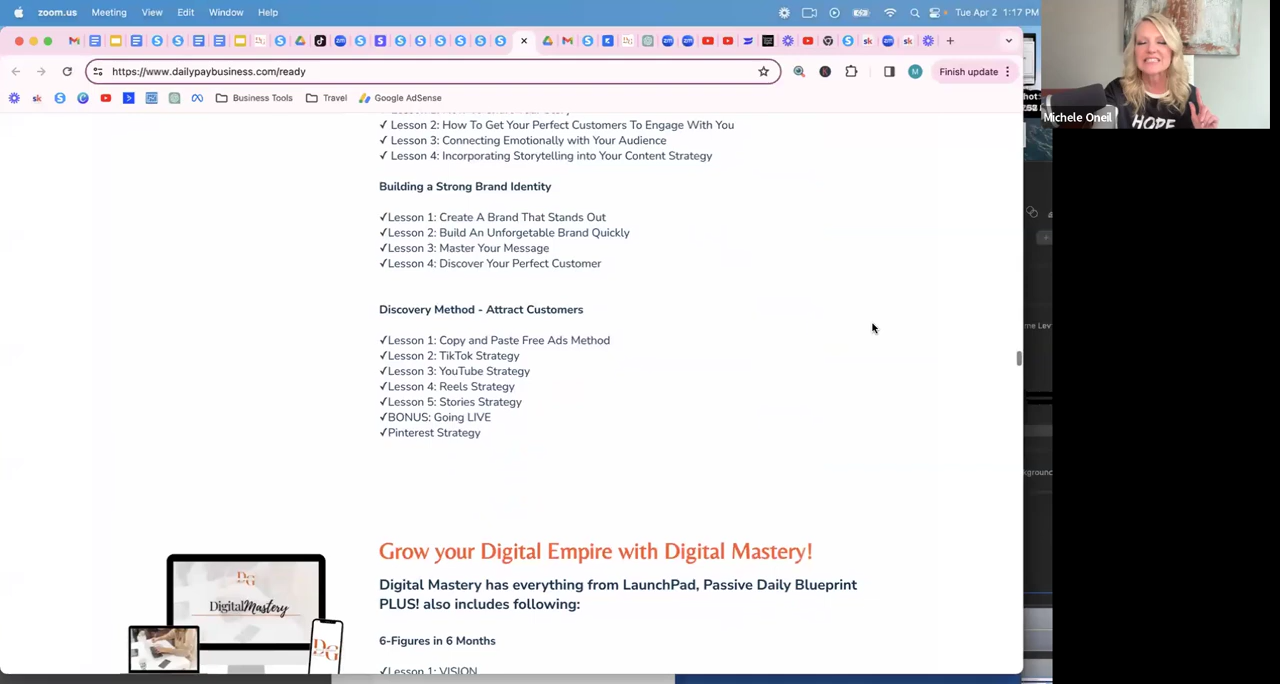 zoom.us Meeting View Edit Window Help Tue Apr 2 1:17 PM
https://www.dailypaybusiness.com/ready
Finish update
Business Tools Travel Google AdSense
Michele Oneil
HOPE
✓ Lesson 2: How To Get Your Perfect Customers To Engage With You
✓ Lesson 3: Connecting Emotionally with Your Audience
✓ Lesson 4: Incorporating Storytelling into Your Content Strategy
Building a Strong Brand Identity
✓Lesson 1: Create A Brand That Stands Out
✓Lesson 2: Build An Unforgetable Brand Quickly
✓Lesson 3: Master Your Message
✓Lesson 4: Discover Your Perfect Customer
Discovery Method - Attract Customers
✓Lesson 1: Copy and Paste Free Ads Method
✓Lesson 2: TikTok Strategy
✓Lesson 3: YouTube Strategy
✓Lesson 4: Reels Strategy
✓Lesson 5: Stories Strategy
✓BONUS: Going LIVE
✓Pinterest Strategy
Grow your Digital Empire with Digital Mastery!
Digital Mastery has everything from LaunchPad, Passive Daily Blueprint
PLUS! also includes following:
DG
Digital Mastery
DG
6-Figures in 6 Months
✓Lesson 1: VISION